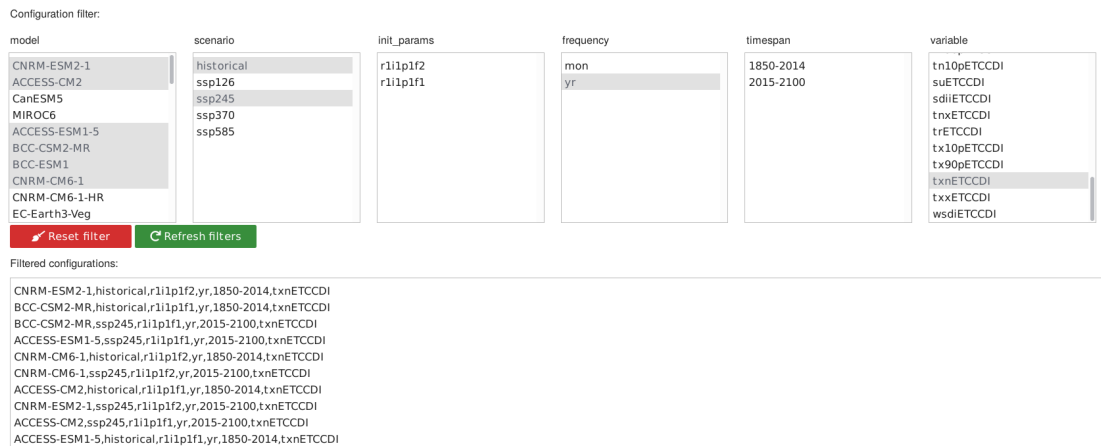 Configuration filter:
model
scenario
init_params
frequency
timespan
variable
CNRM-ESM2-1
ACCESS-CM2
CanESM5
MIROC6
ACCESS-ESM1-5
BCC-CSM2-MR
BCC-ESM1
CNRM-CM6-1
CNRM-CM6-1-HR
EC-Earth3-Veg
historical
ssp126
ssp245
ssp370
ssp585
r1i1p1f2
r1i1p1f1
mon
yr
1850-2014
2015-2100
tn10pETCCDI
suETCCDI
sdiiETCCDI
tnxETCCDI
trETCCDI
tx10pETCCDI
tx90pETCCDI
txnETCCDI
txxETCCDI
wsdiETCCDI
Reset filter
Refresh filters
Filtered configurations:
CNRM-ESM2-1,historical,r1i1p1f2,yr,1850-2014,txnETCCDI
BCC-CSM2-MR,historical,r1i1p1f1,yr,1850-2014,txnETCCDI
BCC-CSM2-MR,ssp245,r1i1p1f1,yr,2015-2100,txnETCCDI
ACCESS-ESM1-5,ssp245,r1i1p1f1,yr,2015-2100,txnETCCDI
CNRM-CM6-1,historical,r1i1p1f2,yr,1850-2014,txnETCCDI
CNRM-CM6-1,ssp245,r1i1p1f2,yr,2015-2100,txnETCCDI
ACCESS-CM2,historical,r1i1p1f1,yr,1850-2014,txnETCCDI
CNRM-ESM2-1,ssp245,r1i1p1f2,yr,2015-2100,txnETCCDI
ACCESS-CM2,ssp245,r1i1p1f1,yr,2015-2100,txnETCCDI
ACCESS-ESM1-5,historical,r1i1p1f1,yr,1850-2014,txnETCCDI